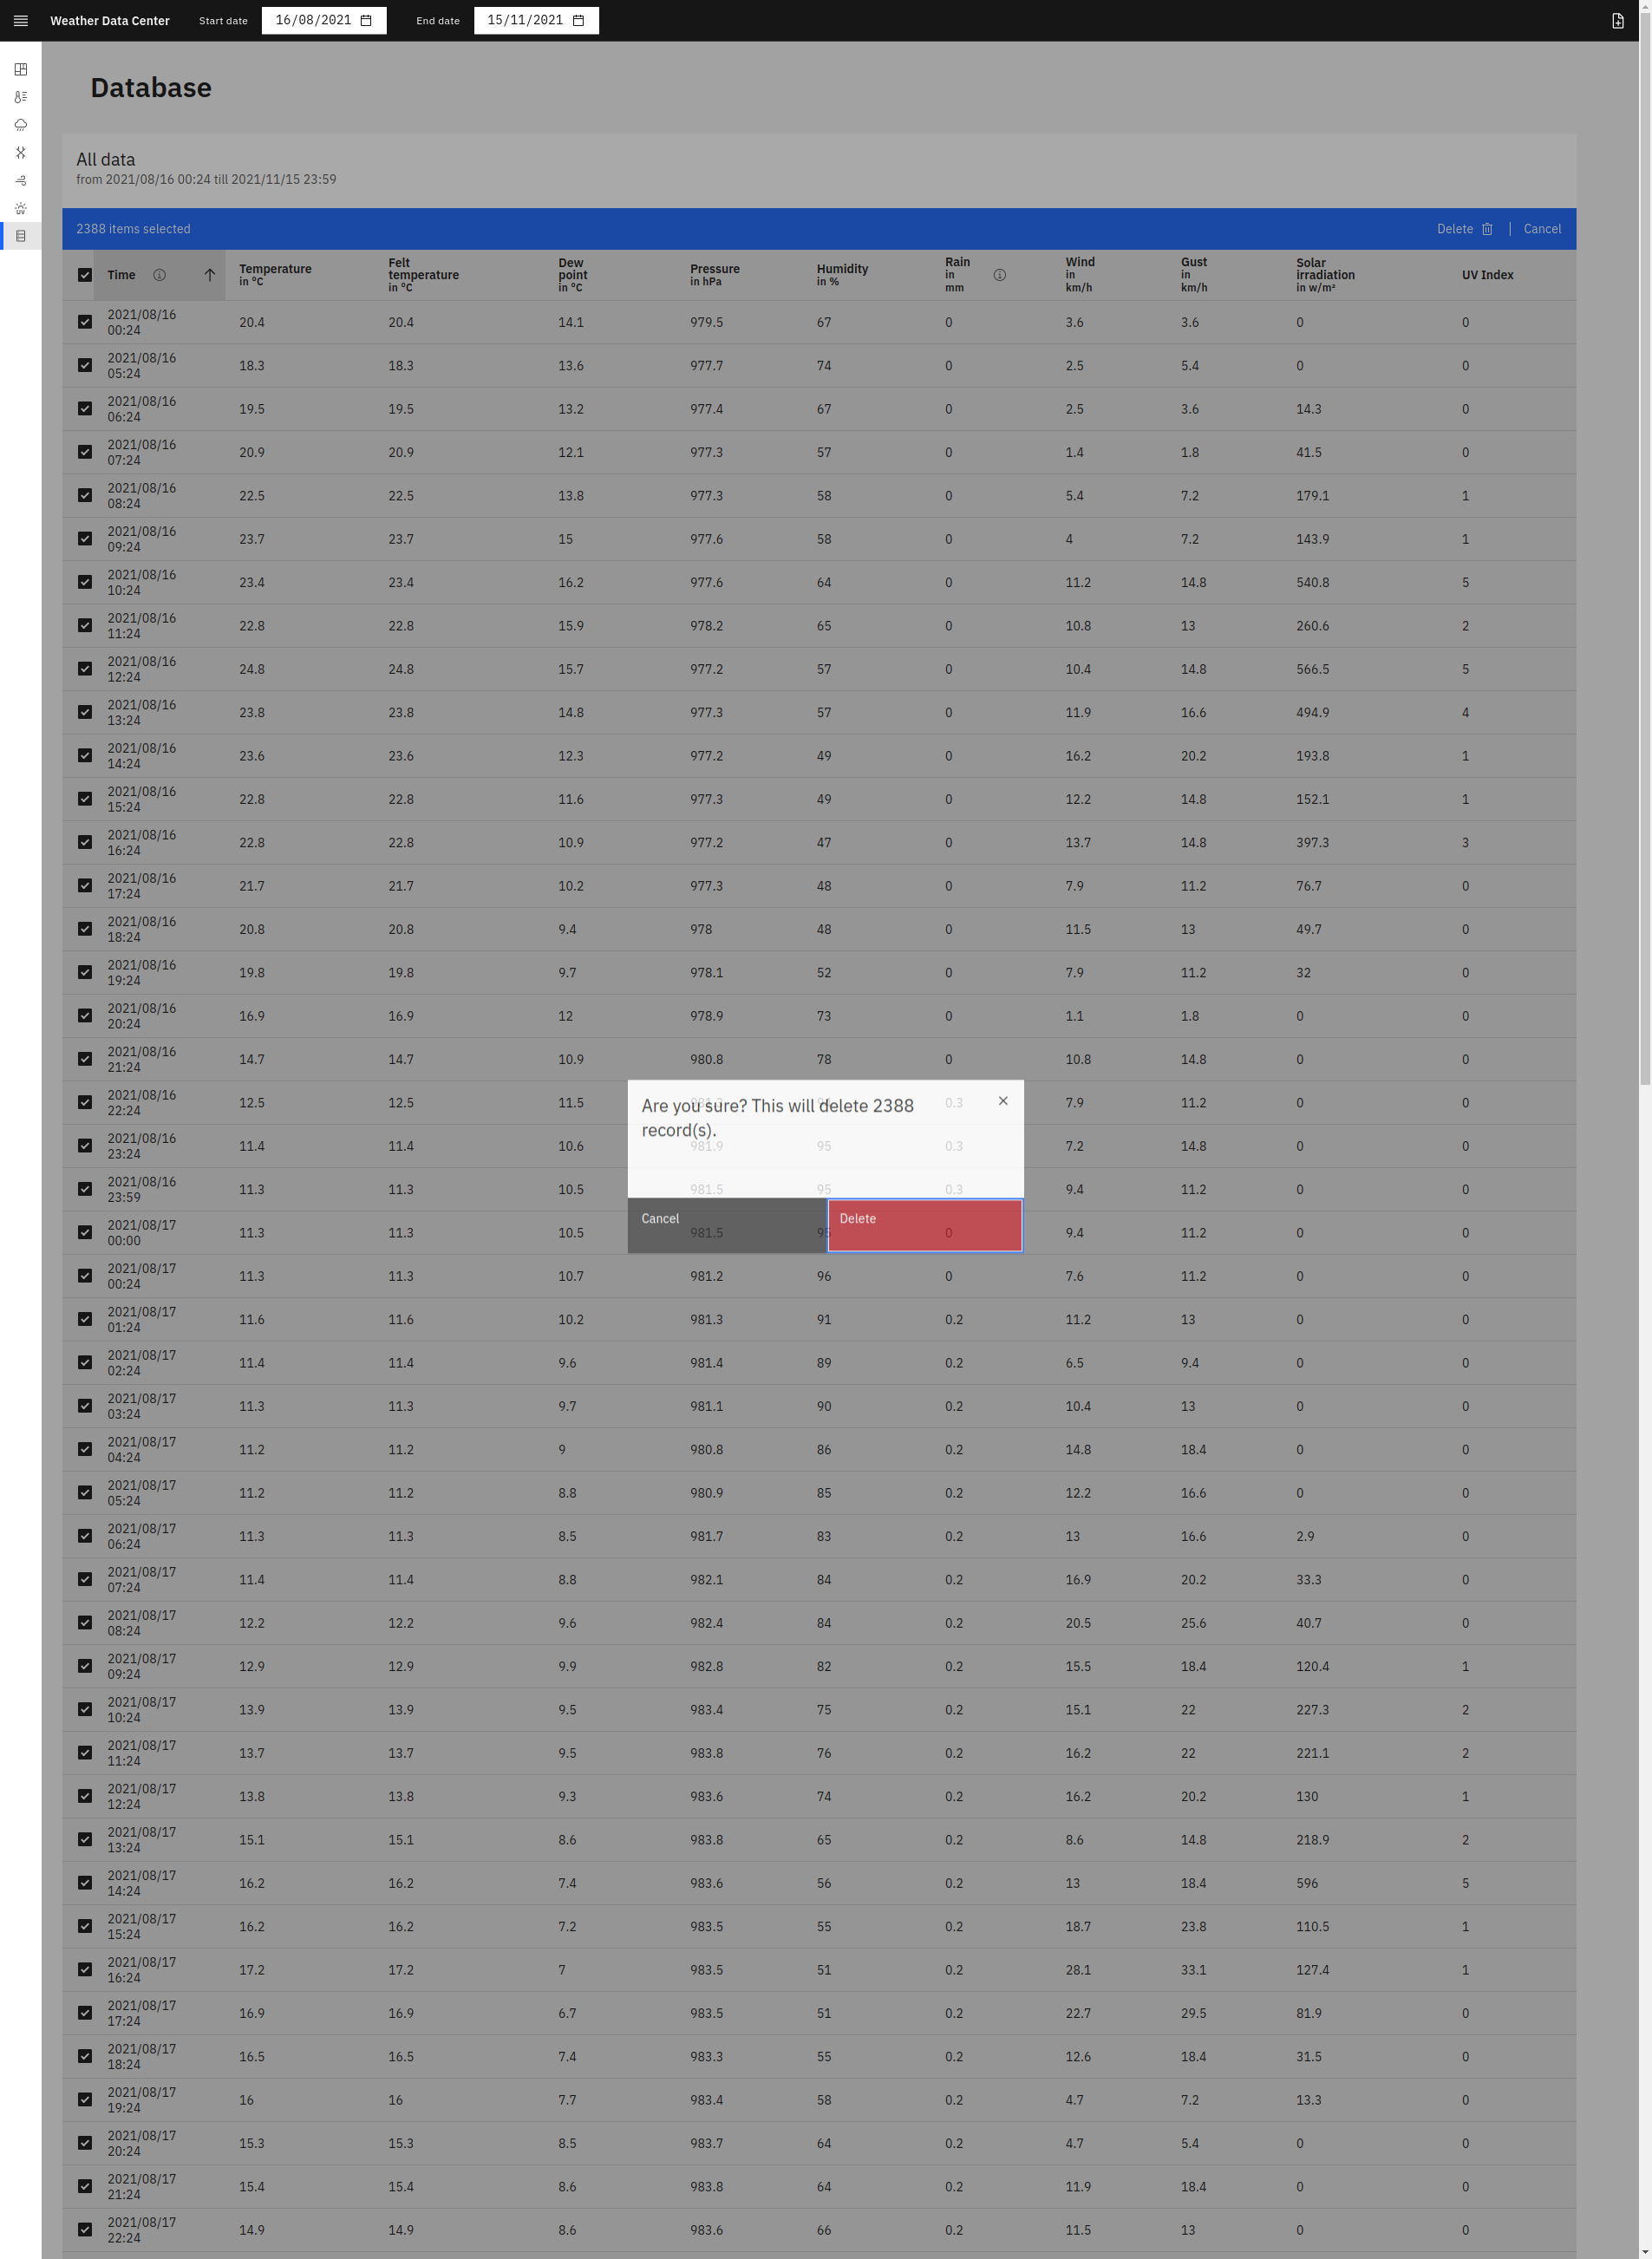 Weather Data Center Start date 16/08/2021 End date 15/11/2021
Database
All data
from 2021/08/16 00:24 till 2021/11/15 23:59
2388 items selected Delete | Cancel
Time Temperature in °C Felt temperature in °C Dew point in °C Pressure in hPa Humidity in % Rain in mm Wind in km/h Gust in km/h Solar irradiation in w/m² UV Index
2021/08/16 00:24 20.4 20.4 14.1 979.5 67 0 3.6 3.6 0 0
2021/08/16 05:24 18.3 18.3 13.6 977.7 74 0 2.5 5.4 0 0
2021/08/16 06:24 19.5 19.5 13.2 977.4 67 0 2.5 3.6 14.3 0
2021/08/16 07:24 20.9 20.9 12.1 977.3 57 0 1.4 1.8 41.5 0
2021/08/16 08:24 22.5 22.5 13.8 977.3 58 0 5.4 7.2 179.1 1
2021/08/16 09:24 23.7 23.7 15 977.6 58 0 4 7.2 143.9 1
2021/08/16 10:24 23.4 23.4 16.2 977.6 64 0 11.2 14.8 540.8 5
2021/08/16 11:24 22.8 22.8 15.9 978.2 65 0 10.8 13 260.6 2
2021/08/16 12:24 24.8 24.8 15.7 977.2 57 0 10.4 14.8 566.5 5
2021/08/16 13:24 23.8 23.8 14.8 977.3 57 0 11.9 16.6 494.9 4
2021/08/16 14:24 23.6 23.6 12.3 977.2 49 0 16.2 20.2 193.8 1
2021/08/16 15:24 22.8 22.8 11.6 977.3 49 0 12.2 14.8 152.1 1
2021/08/16 16:24 22.8 22.8 10.9 977.2 47 0 13.7 14.8 397.3 3
2021/08/16 17:24 21.7 21.7 10.2 977.3 48 0 7.9 11.2 76.7 0
2021/08/16 18:24 20.8 20.8 9.4 978 48 0 11.5 13 49.7 0
2021/08/16 19:24 19.8 19.8 9.7 978.1 52 0 7.9 11.2 32 0
2021/08/16 20:24 16.9 16.9 12 978.9 73 0 1.1 1.8 0 0
2021/08/16 21:24 14.7 14.7 10.9 980.8 78 0 10.8 14.8 0 0
2021/08/16 22:24 12.5 12.5 11.5 0.3 7.9 11.2 0 0
Are you sure? This will delete 2388
record(s).
2021/08/16 23:24 11.4 11.4 10.6 981.9 95 0.3 7.2 14.8 0 0
2021/08/16 23:59 11.3 11.3 10.5 981.5 95 0.3 9.4 11.2 0 0
Cancel Delete
2021/08/17 00:00 11.3 11.3 10.5 981.5 95 0 9.4 11.2 0 0
2021/08/17 00:24 11.3 11.3 10.7 981.2 96 0 7.6 11.2 0 0
2021/08/17 01:24 11.6 11.6 10.2 981.3 91 0.2 11.2 13 0 0
2021/08/17 02:24 11.4 11.4 9.6 981.4 89 0.2 6.5 9.4 0 0
2021/08/17 03:24 11.3 11.3 9.7 981.1 90 0.2 10.4 13 0 0
2021/08/17 04:24 11.2 11.2 9 980.8 86 0.2 14.8 18.4 0 0
2021/08/17 05:24 11.2 11.2 8.8 980.9 85 0.2 12.2 16.6 0 0
2021/08/17 06:24 11.3 11.3 8.5 981.7 83 0.2 13 16.6 2.9 0
2021/08/17 07:24 11.4 11.4 8.8 982.1 84 0.2 16.9 20.2 33.3 0
2021/08/17 08:24 12.2 12.2 9.6 982.4 84 0.2 20.5 25.6 40.7 0
2021/08/17 09:24 12.9 12.9 9.9 982.8 82 0.2 15.5 18.4 120.4 1
2021/08/17 10:24 13.9 13.9 9.5 983.4 75 0.2 15.1 22 227.3 2
2021/08/17 11:24 13.7 13.7 9.5 983.8 76 0.2 16.2 22 221.1 2
2021/08/17 12:24 13.8 13.8 9.3 983.6 74 0.2 16.2 20.2 130 1
2021/08/17 13:24 15.1 15.1 8.6 983.8 65 0.2 8.6 14.8 218.9 2
2021/08/17 14:24 16.2 16.2 7.4 983.6 56 0.2 13 18.4 596 5
2021/08/17 15:24 16.2 16.2 7.2 983.5 55 0.2 18.7 23.8 110.5 1
2021/08/17 16:24 17.2 17.2 7 983.5 51 0.2 28.1 33.1 127.4 1
2021/08/17 17:24 16.9 16.9 6.7 983.5 51 0.2 22.7 29.5 81.9 0
2021/08/17 18:24 16.5 16.5 7.4 983.3 55 0.2 12.6 18.4 31.5 0
2021/08/17 19:24 16 16 7.7 983.4 58 0.2 4.7 7.2 13.3 0
2021/08/17 20:24 15.3 15.3 8.5 983.7 64 0.2 4.7 5.4 0 0
2021/08/17 21:24 15.4 15.4 8.6 983.8 64 0.2 11.9 18.4 0 0
2021/08/17 22:24 14.9 14.9 8.6 983.6 66 0.2 11.5 13 0 0